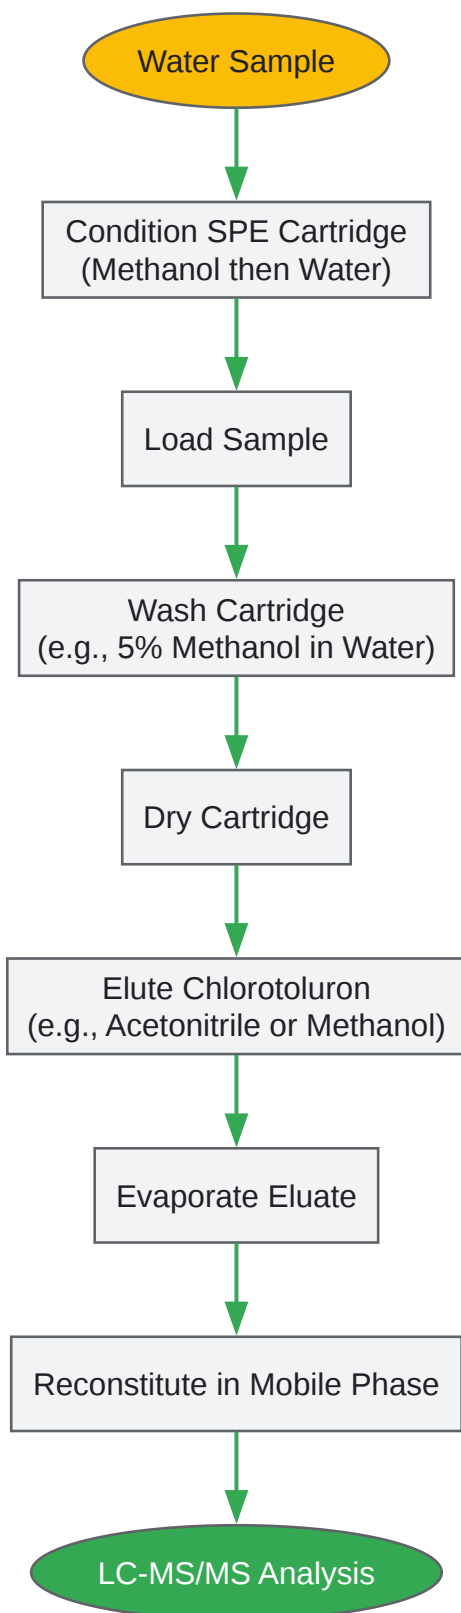 Water Sample
Condition SPE Cartridge
(Methanol then Water)
Load Sample
Wash Cartridge
(e.g., 5% Methanol in Water)
Dry Cartridge
Elute Chlorotoluron
(e.g., Acetonitrile or Methanol)
Evaporate Eluate
Reconstitute in Mobile Phase
LC-MS/MS Analysis